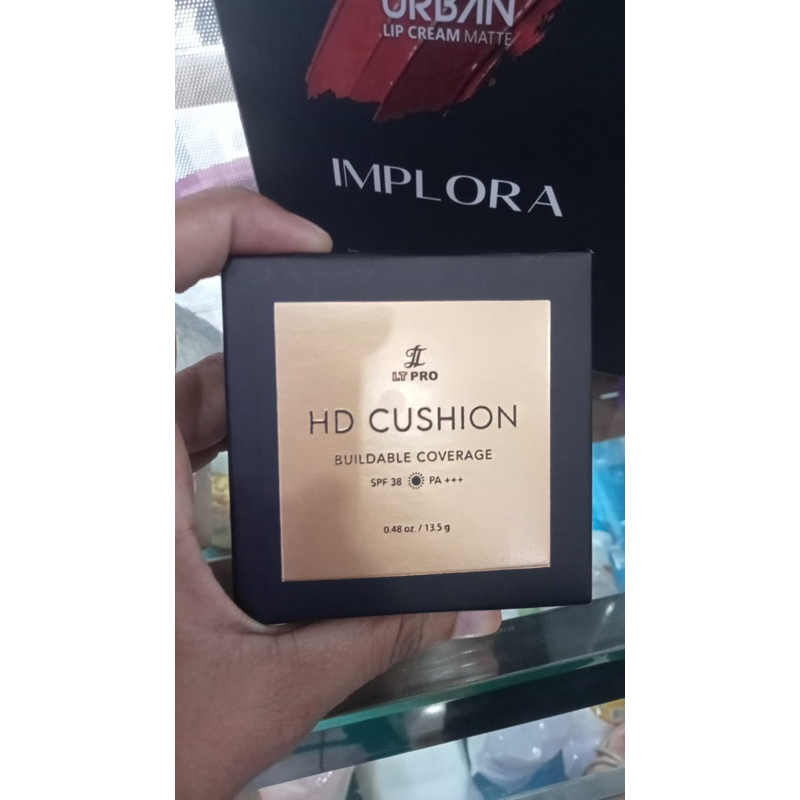 URBAN
LIP CREAM MATTE
IMPLORA
LT PRO
HD CUSHION
BUILDABLE COVERAGE
SPF 38 PA +++
0.48 oz. / 13.5 g